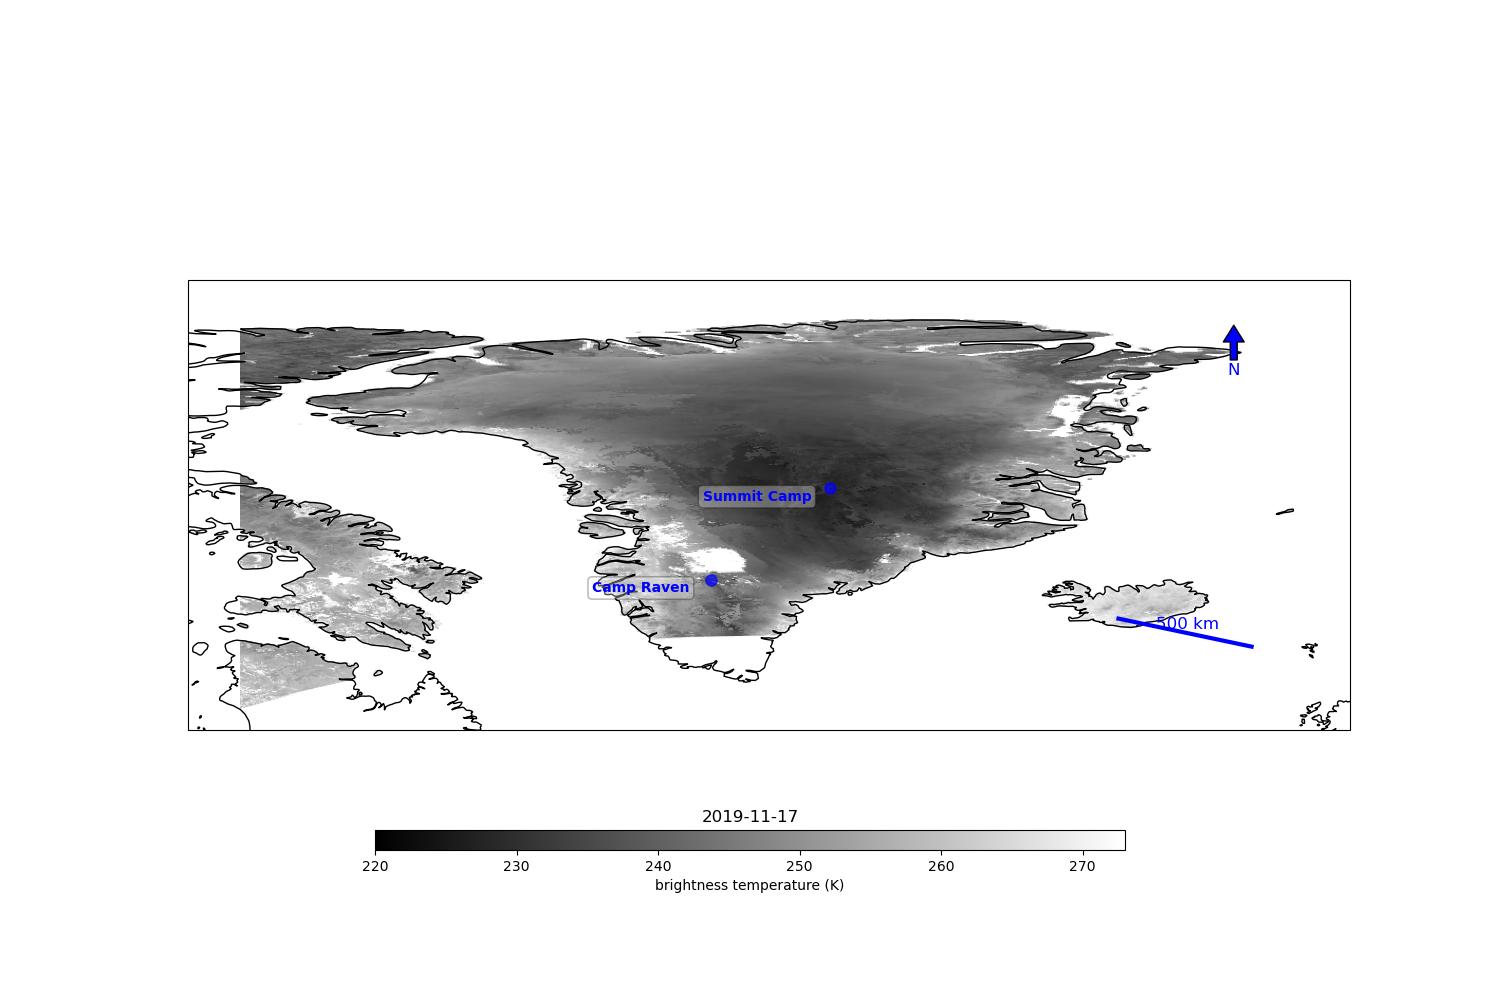 N
Summit Camp
Camp Raven
500 km
2019-11-17
220 230 240 250 260 270
brightness temperature (K)